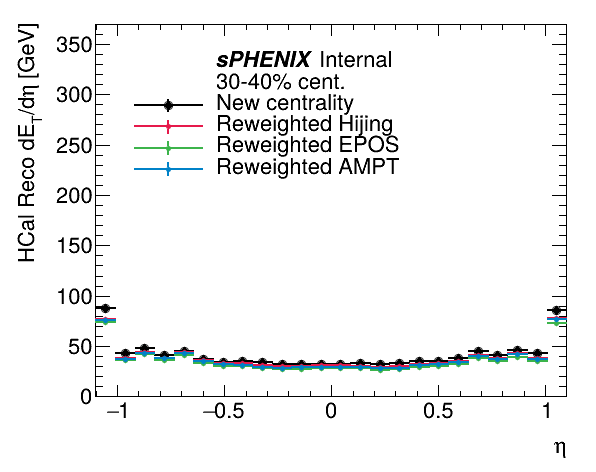 HCal Reco dE_T/dη [GeV]
350
300
250
200
150
100
50
0
sPHENIX Internal
30-40% cent.
New centrality
Reweighted Hijing
Reweighted EPOS
Reweighted AMPT
−1 −0.5 0 0.5 1
η